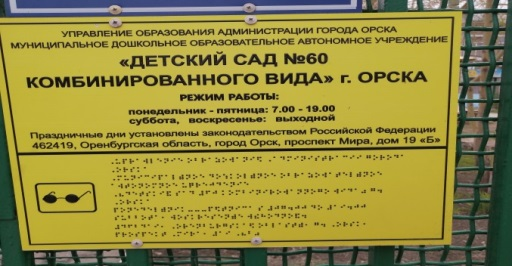 УПРАВЛЕНИЕ ОБРАЗОВАНИЯ АДМИНИСТРАЦИИ ГОРОДА ОРСКА
МУНИЦИПАЛЬНОЕ ДОШКОЛЬНОЕ ОБРАЗОВАТЕЛЬНОЕ АВТОНОМНОЕ УЧРЕЖДЕНИЕ
«ДЕТСКИЙ САД №60
КОМБИНИРОВАННОГО ВИДА» г. ОРСКА
РЕЖИМ РАБОТЫ:
понедельник - пятница: 7.00 - 19.00
суббота, воскресенье: выходной
Праздничные дни установлены законодательством Российской Федерации
462419, Оренбургская область, город Орск, проспект Мира, дом 19 «Б»